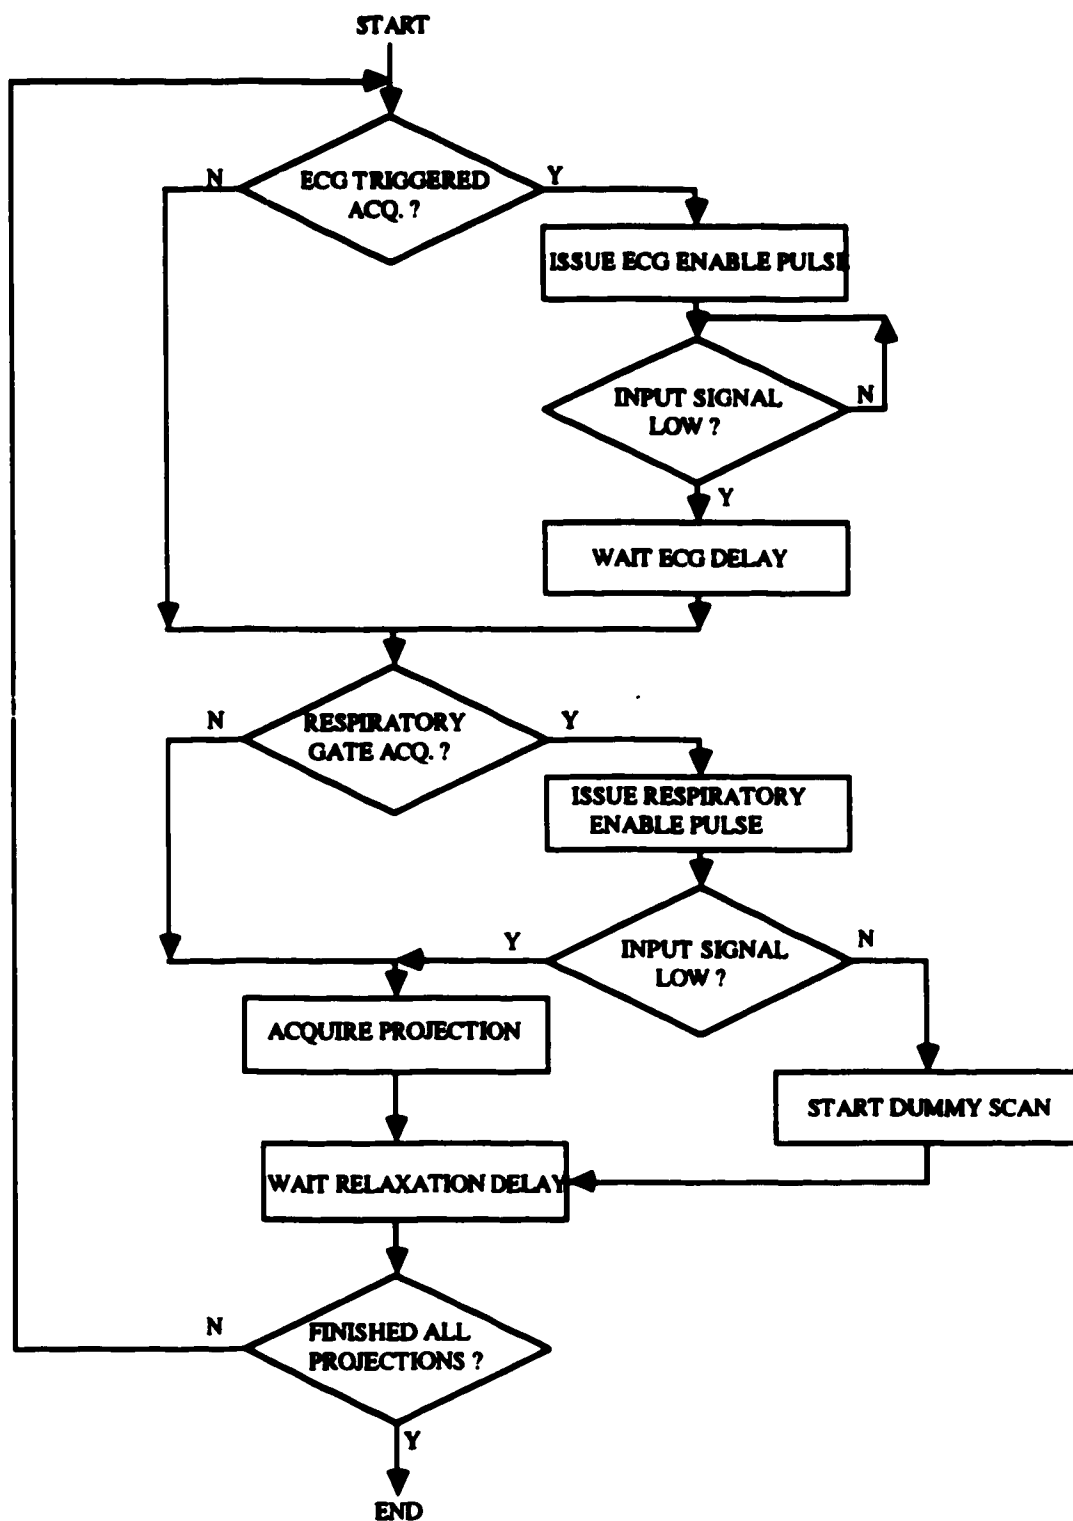 START
ECG TRIGGERED
ACQ. ?
N
Y
ISSUE ECG ENABLE PULSE
INPUT SIGNAL
LOW ?
N
Y
WAIT ECG DELAY
RESPIRATORY
GATE ACQ. ?
N
Y
ISSUE RESPIRATORY
ENABLE PULSE
INPUT SIGNAL
LOW ?
Y
N
ACQUIRE PROJECTION
START DUMMY SCAN
WAIT RELAXATION DELAY
FINISHED ALL
PROJECTIONS ?
N
Y
END